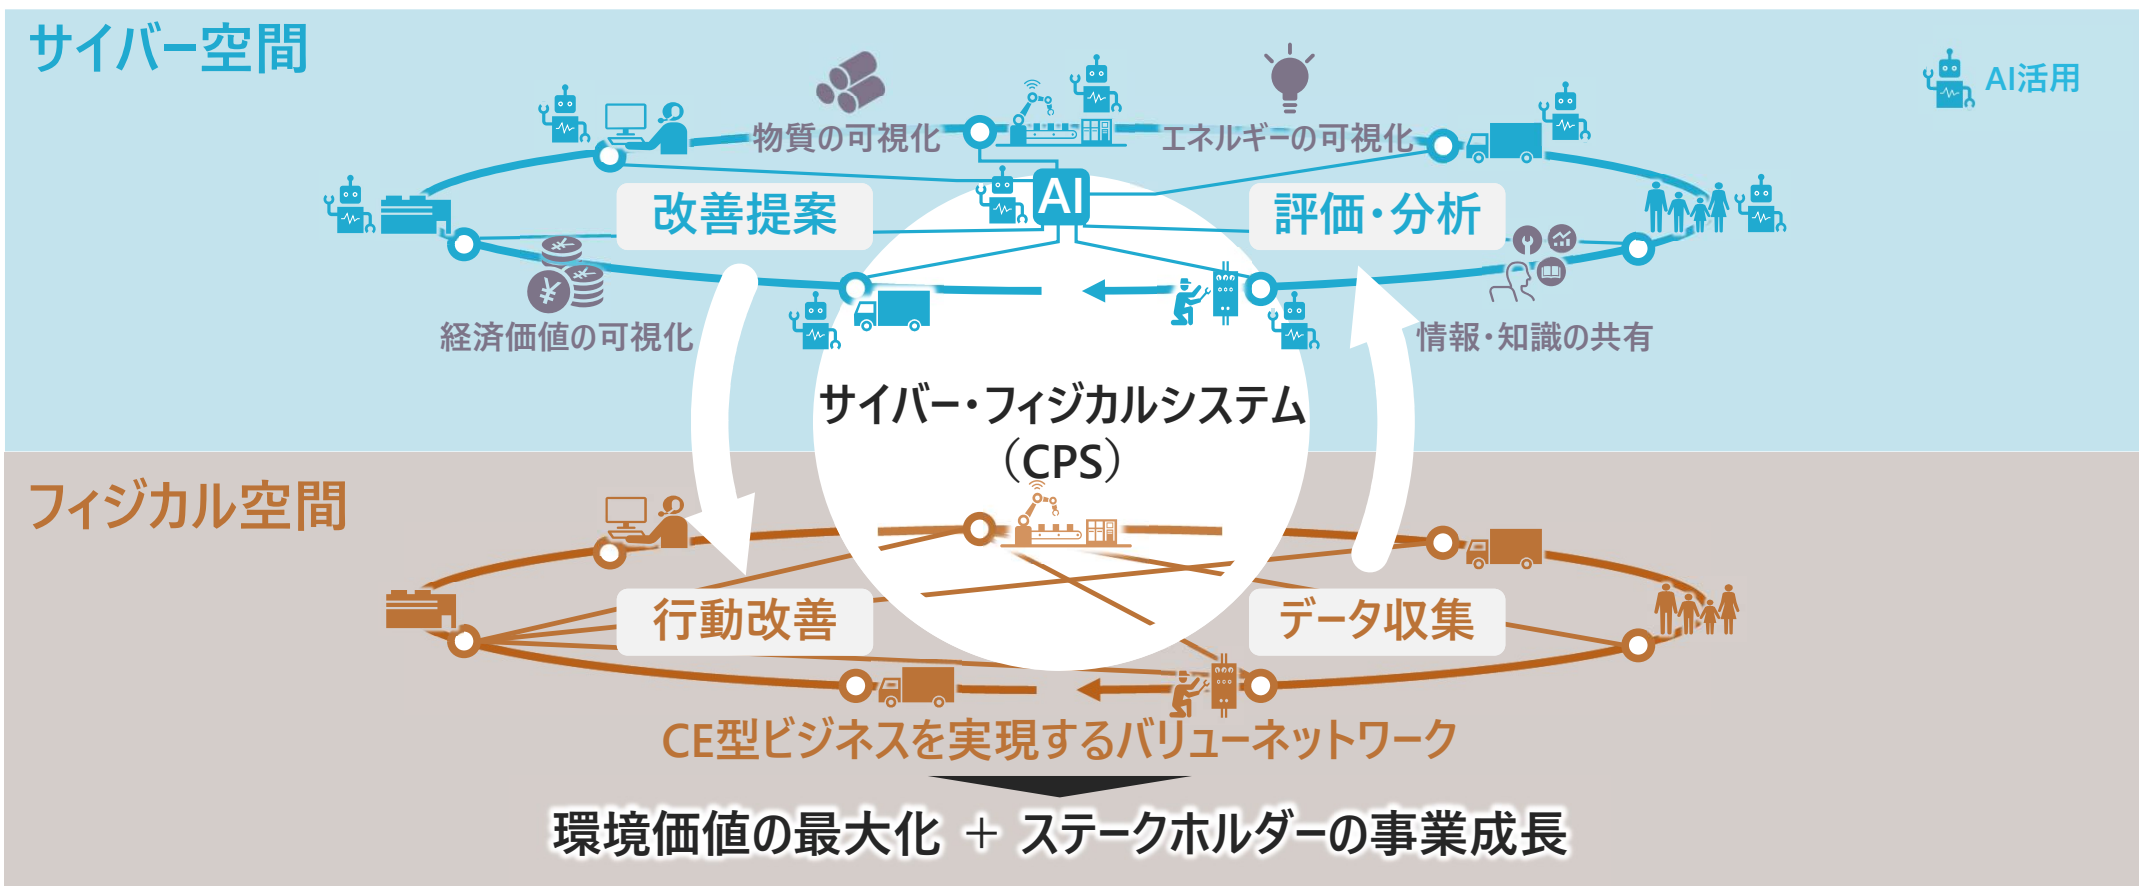 サイバー空間
AI活用
物質の可視化
エネルギーの可視化
改善提案
AI
評価・分析
経済価値の可視化
情報・知識の共有
サイバー・フィジカルシステム
（CPS）
フィジカル空間
行動改善
データ収集
CE型ビジネスを実現するバリューネットワーク
環境価値の最大化 ＋ ステークホルダーの事業成長